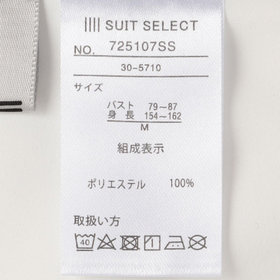 SUIT SELECT
NO. 725107SS
30-5710
サイズ
バスト 79~87
身長 154~162
M
組成表示
ポリエステル 100%
取扱い方
40